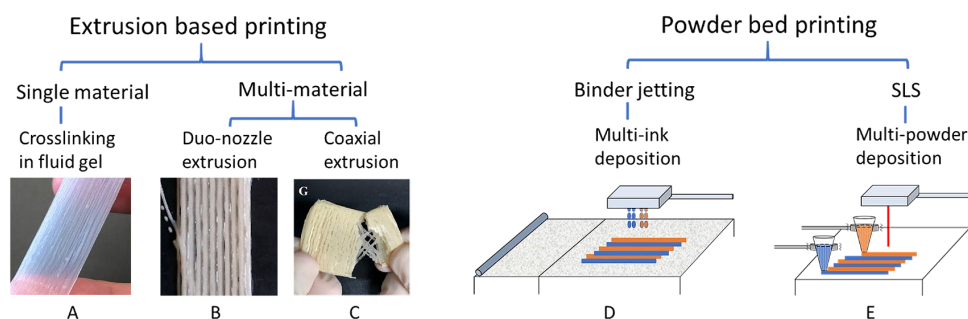 Extrusion based printing
Powder bed printing
Single material
Multi-material
Binder jetting
SLS
Crosslinking
in fluid gel
Duo-nozzle
extrusion
Coaxial
extrusion
Multi-ink
deposition
Multi-powder
deposition
G
A
B
C
D
E